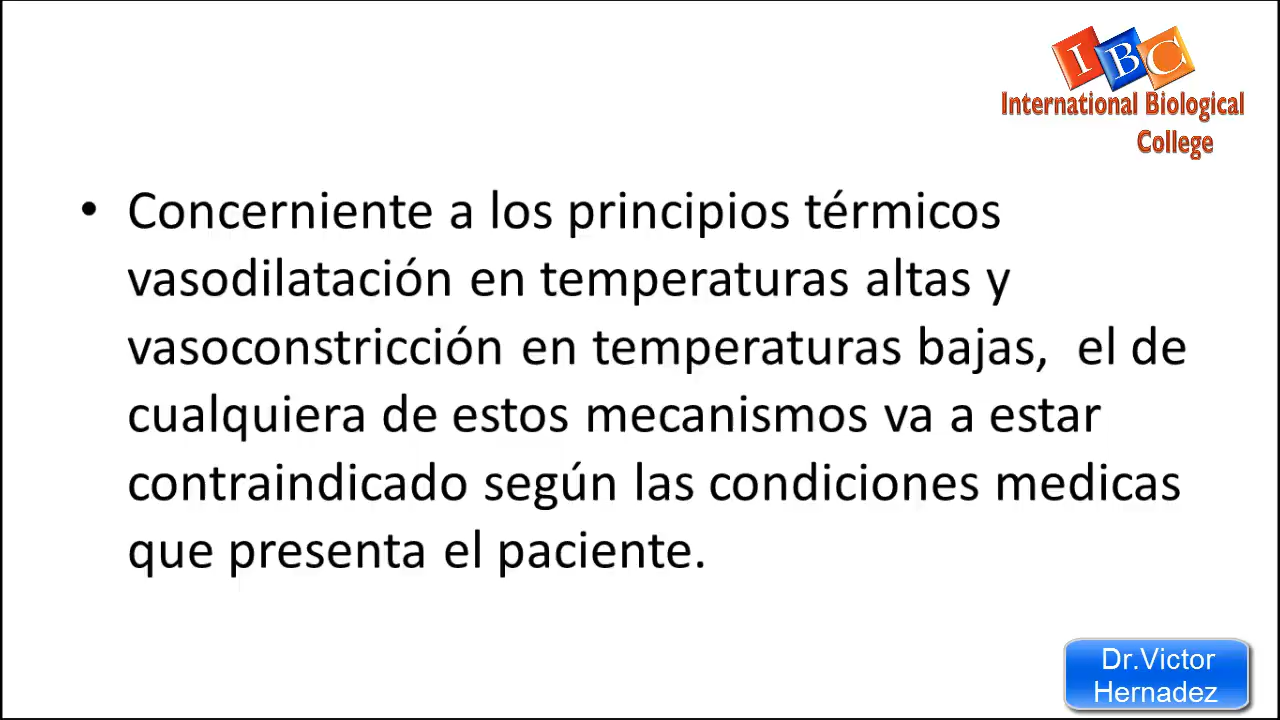 IBC
International Biological
College
• Concerniente a los principios térmicos
vasodilatación en temperaturas altas y
vasoconstricción en temperaturas bajas, el de
cualquiera de estos mecanismos va a estar
contraindicado según las condiciones medicas
que presenta el paciente.
Dr.Victor
Hernadez